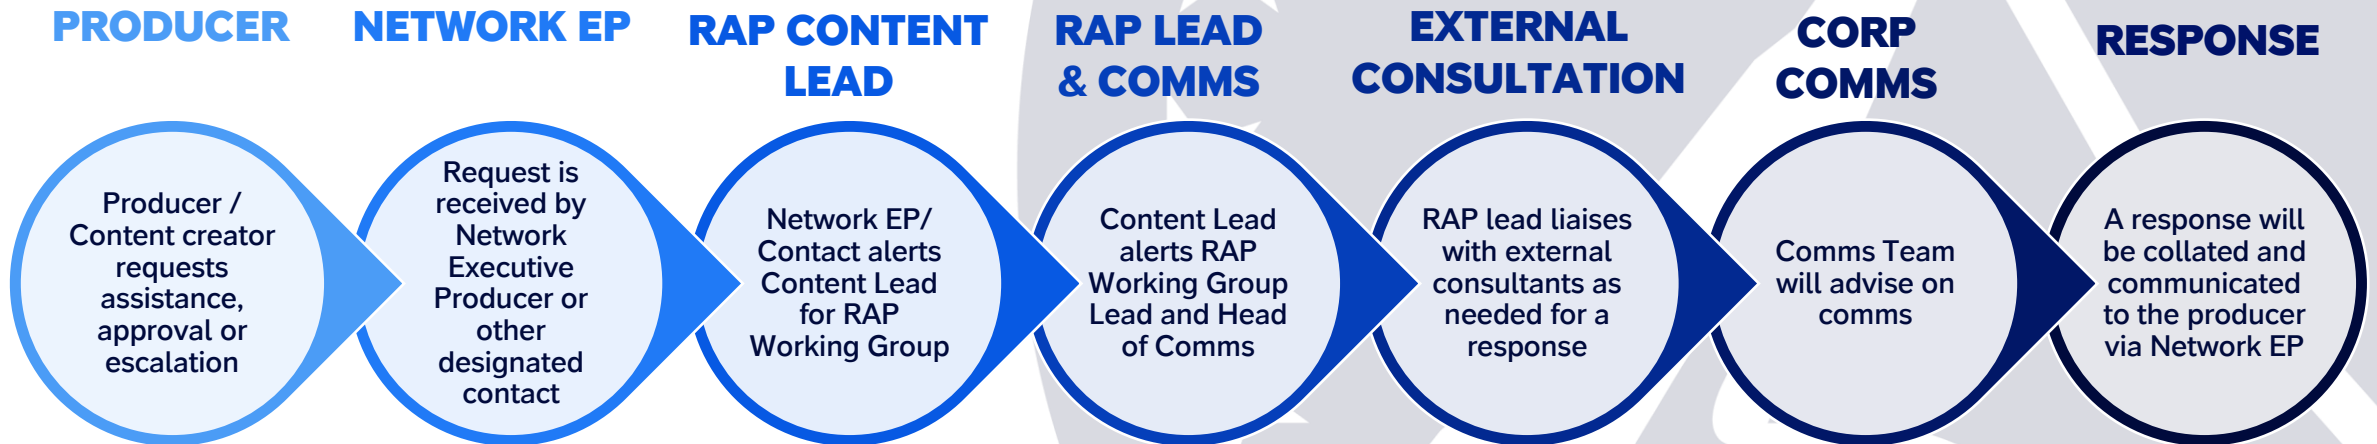 PRODUCER
Producer /
Content creator
requests
assistance,
approval or
escalation
NETWORK EP
Request is
received by
Network
Executive
Producer or
other
designated
contact
RAP CONTENT
LEAD
Network EP/
Contact alerts
Content Lead
for RAP
Working Group
RAP LEAD
& COMMS
Content Lead
alerts RAP
Working Group
Lead and Head
of Comms
EXTERNAL
CONSULTATION
RAP lead liaises
with external
consultants as
needed for a
response
CORP
COMMS
Comms Team
will advise on
comms
RESPONSE
A response will
be collated and
communicated
to the producer
via Network EP